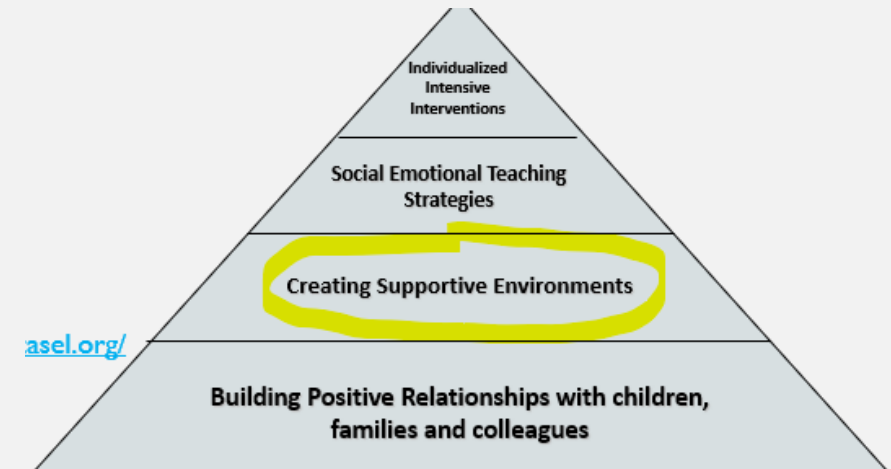 Individualized
Intensive
Interventions
Social Emotional Teaching
Strategies
Creating Supportive Environments
asel.org/
Building Positive Relationships with children,
families and colleagues